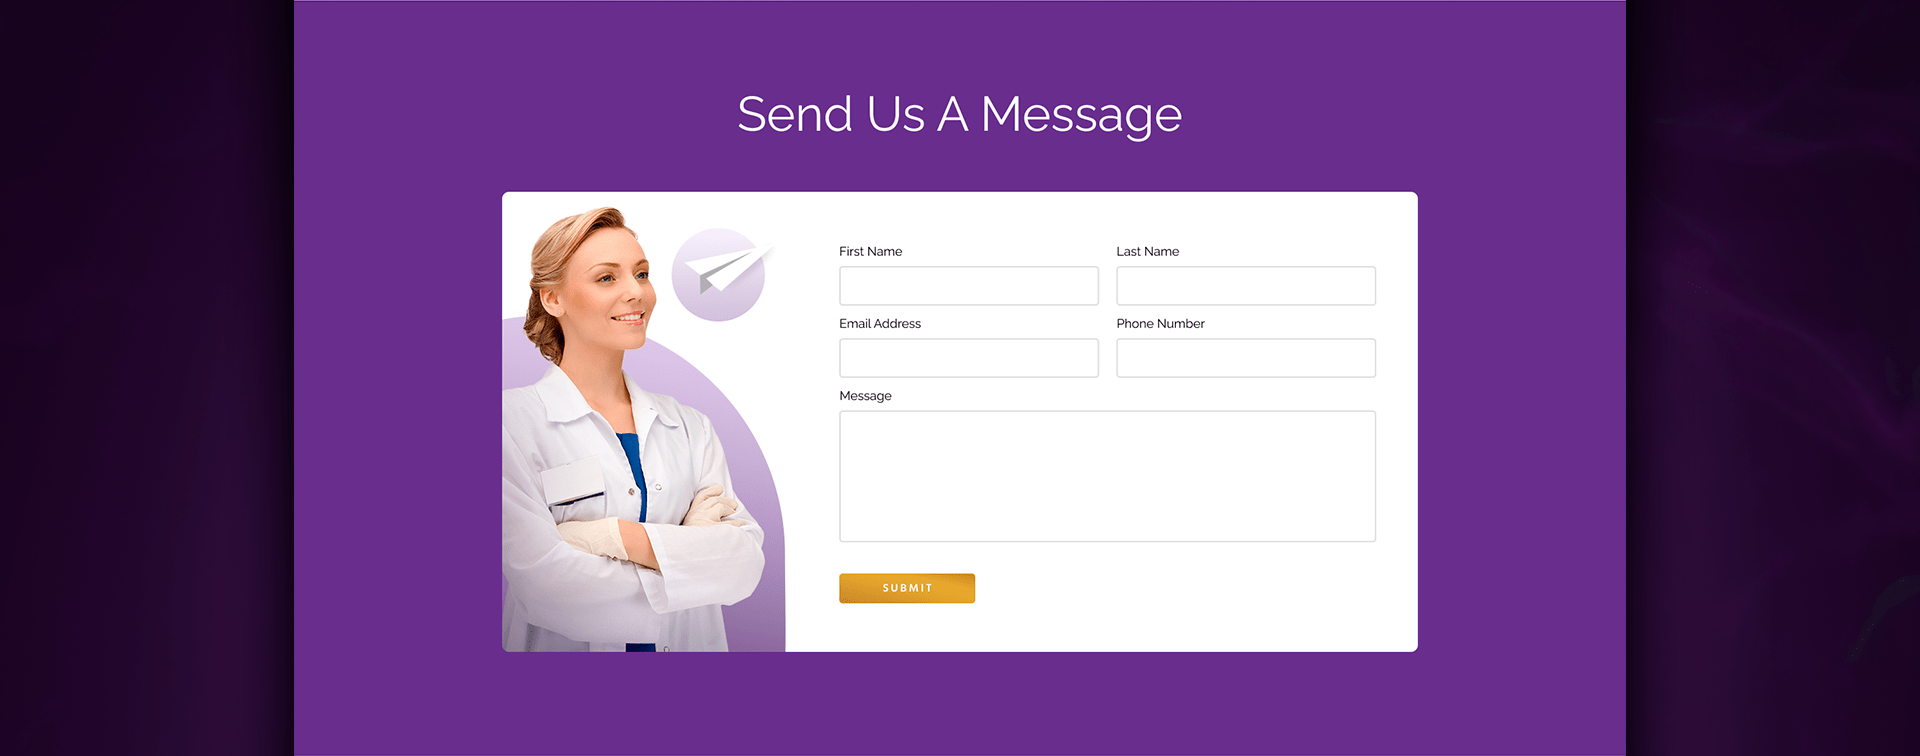 Send Us A Message
First Name
Last Name
Email Address
Phone Number
Message
SUBMIT